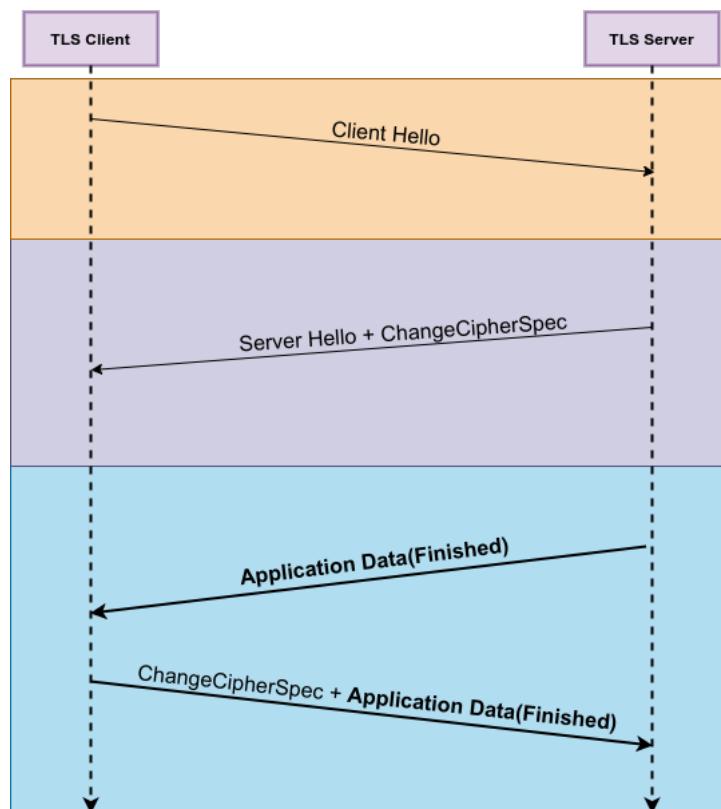 TLS Client
TLS Server
Client Hello
Server Hello + ChangeCipherSpec
Application Data(Finished)
ChangeCipherSpec + Application Data(Finished)